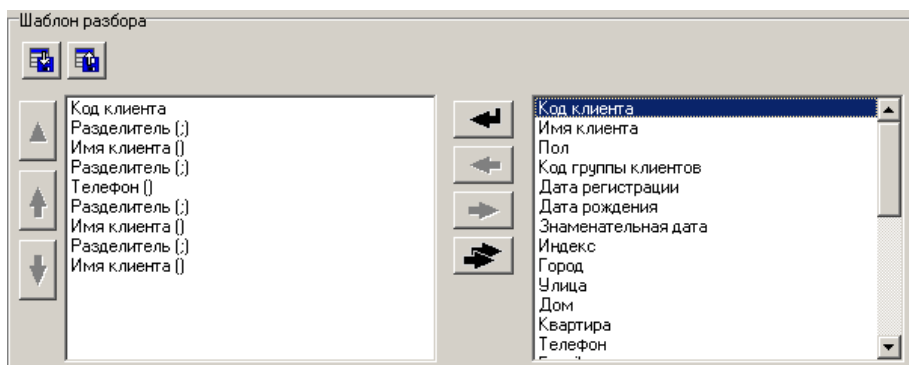 Шаблон разбора
Код клиента
Разделитель (;)
Имя клиента ()
Разделитель (;)
Телефон ()
Разделитель (;)
Имя клиента ()
Разделитель (;)
Имя клиента ()
Код клиента
Имя клиента
Пол
Код группы клиентов
Дата регистрации
Дата рождения
Знаменательная дата
Индекс
Город
Улица
Дом
Квартира
Телефон